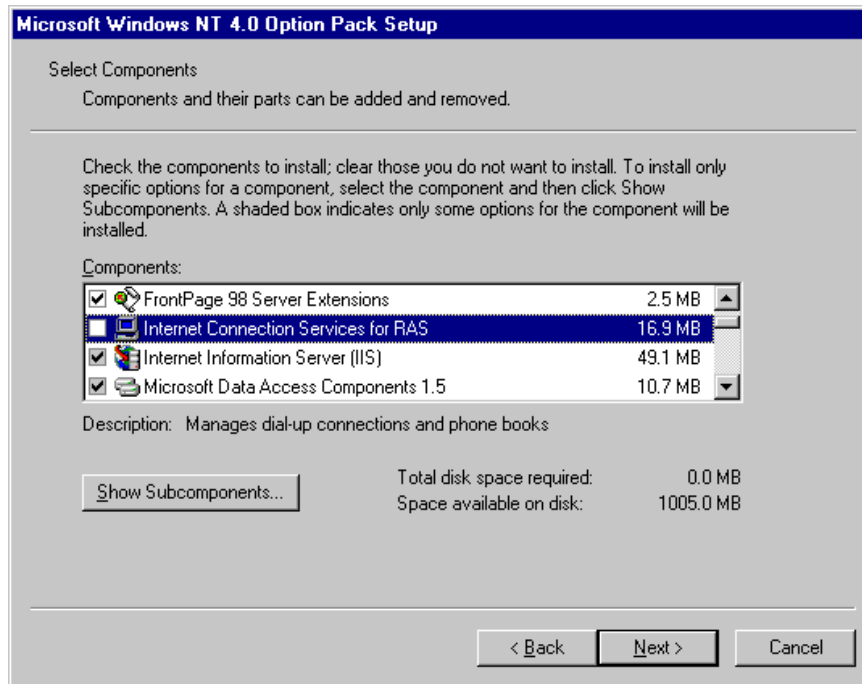 Microsoft Windows NT 4.0 Option Pack Setup
Select Components
Components and their parts can be added and removed.
Check the components to install; clear those you do not want to install. To install only
specific options for a component, select the component and then click Show
Subcomponents. A shaded box indicates only some options for the component will be
installed.
Components:
FrontPage 98 Server Extensions 2.5 MB
Internet Connection Services for RAS 16.9 MB
Internet Information Server (IIS) 49.1 MB
Microsoft Data Access Components 1.5 10.7 MB
Description: Manages dial-up connections and phone books
Show Subcomponents...
Total disk space required: 0.0 MB
Space available on disk: 1005.0 MB
< Back
Next >
Cancel